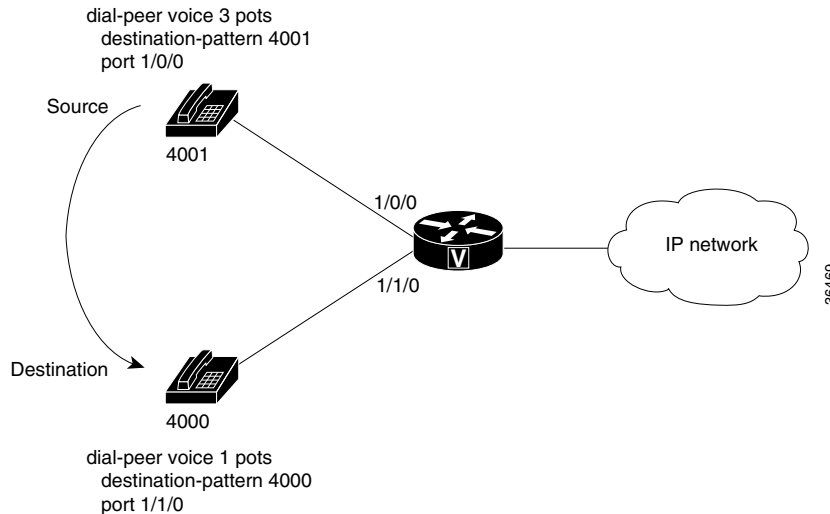 dial-peer voice 3 pots
destination-pattern 4001
port 1/0/0
Source
4001
1/0/0
V
IP network
36469
1/1/0
Destination
4000
dial-peer voice 1 pots
destination-pattern 4000
port 1/1/0